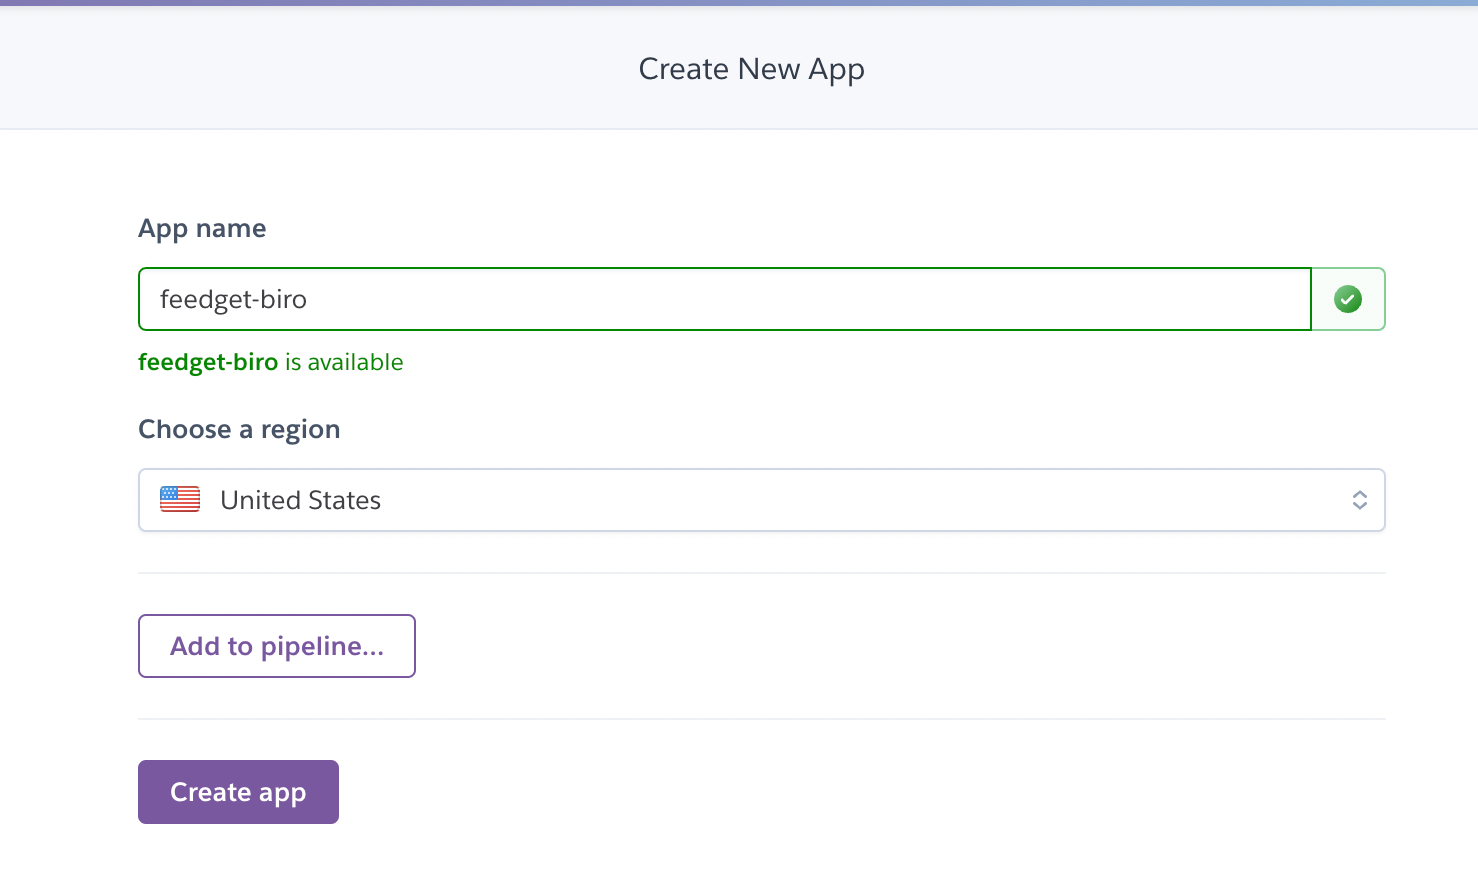 Create New App
App name
feedget-biro
feedget-biro is available
Choose a region
United States
Add to pipeline...
Create app